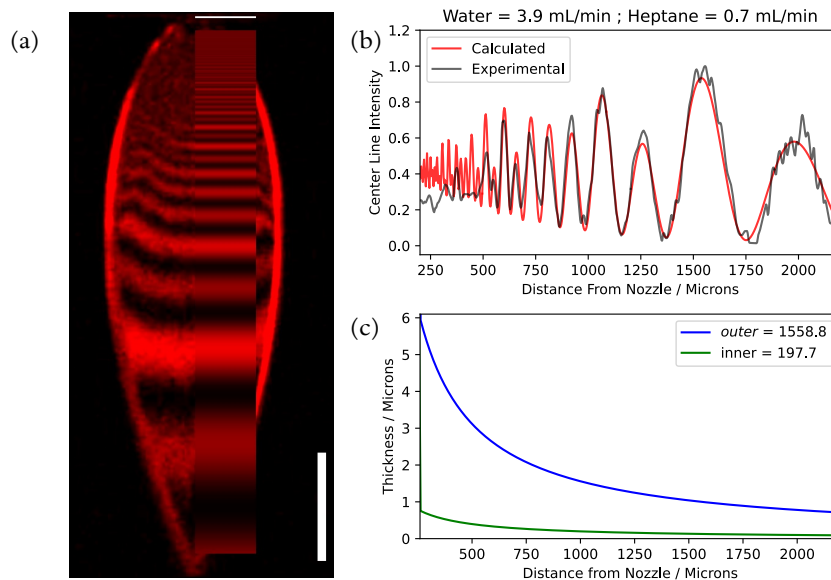 (a)
(b)
Water = 3.9 mL/min ; Heptane = 0.7 mL/min
Calculated
Experimental
Center Line Intensity
1.2
1.0
0.8
0.6
0.4
0.2
0.0
250 500 750 1000 1250 1500 1750 2000
Distance From Nozzle / Microns
(c)
outer = 1558.8
inner = 197.7
Thickness / Microns
6
5
4
3
2
1
0
500 750 1000 1250 1500 1750 2000
Distance from Nozzle / Microns